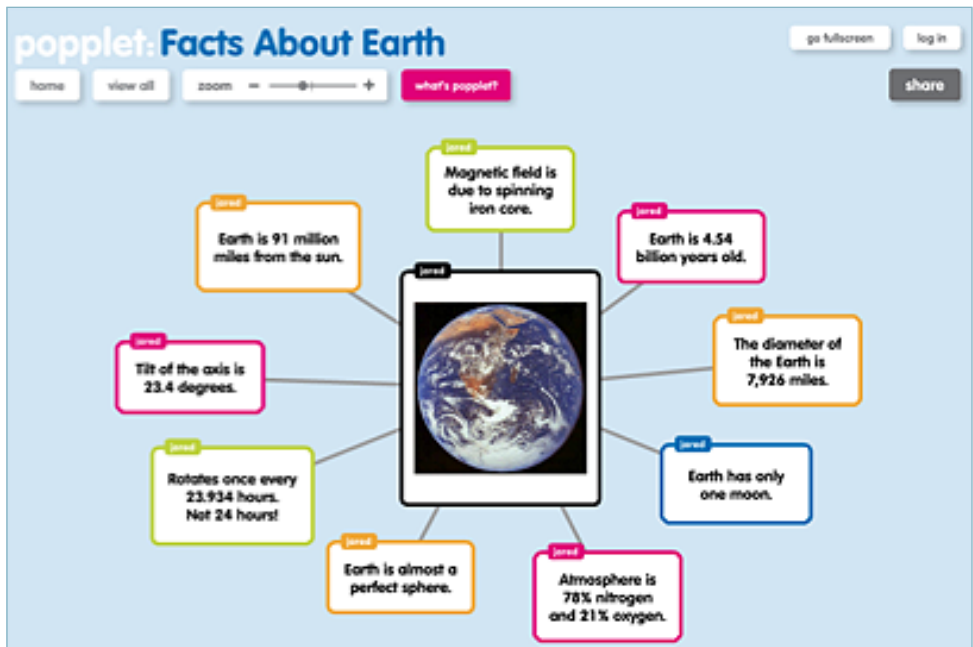 popplet: Facts About Earth
go fullscreen
log in
home
view all
zoom - +
what's popplet?
share
jared
Magnetic field is
due to spinning
iron core.
jared
Earth is 91 million
miles from the sun.
jared
Earth is 4.54
billion years old.
jared
jared
The diameter of
the Earth is
7,926 miles.
jared
Tilt of the axis is
23.4 degrees.
jared
Earth has only
one moon.
jared
Rotates once every
23.934 hours.
Not 24 hours!
jared
Earth is almost a
perfect sphere.
jared
Atmosphere is
78% nitrogen
and 21% oxygen.